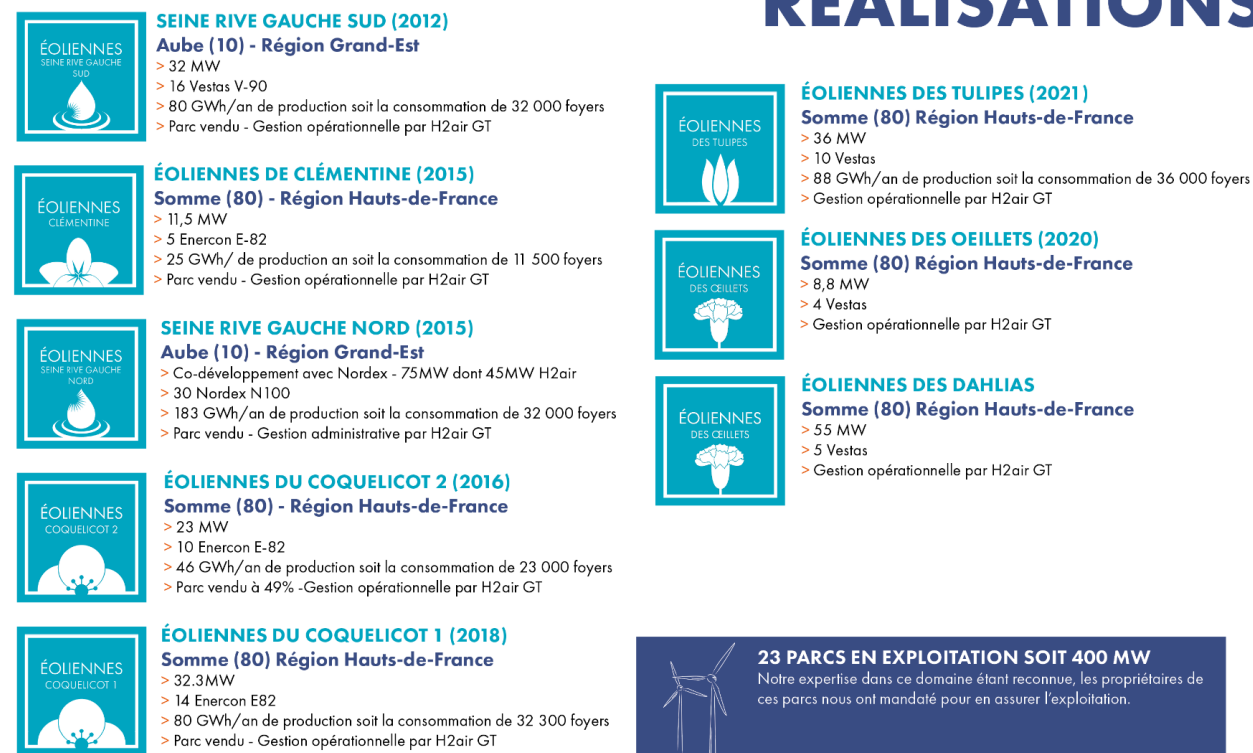 RÉALISATIONS
ÉOLIENNES
SEINE RIVE GAUCHE
SUD
SEINE RIVE GAUCHE SUD (2012)
Aube (10) - Région Grand-Est
> 32 MW
> 16 Vestas V-90
> 80 GWh/an de production soit la consommation de 32 000 foyers
> Parc vendu - Gestion opérationnelle par H2air GT
ÉOLIENNES
CLÉMENTINE
ÉOLIENNES DE CLÉMENTINE (2015)
Somme (80) - Région Hauts-de-France
> 11,5 MW
> 5 Enercon E-82
> 25 GWh/ de production an soit la consommation de 11 500 foyers
> Parc vendu - Gestion opérationnelle par H2air GT
ÉOLIENNES
SEINE RIVE GAUCHE
NORD
SEINE RIVE GAUCHE NORD (2015)
Aube (10) - Région Grand-Est
> Co-développement avec Nordex - 75MW dont 45MW H2air
> 30 Nordex N100
> 183 GWh/an de production soit la consommation de 32 000 foyers
> Parc vendu - Gestion administrative par H2air GT
ÉOLIENNES
COQUELICOT 2
ÉOLIENNES DU COQUELICOT 2 (2016)
Somme (80) - Région Hauts-de-France
> 23 MW
> 10 Enercon E-82
> 46 GWh/an de production soit la consommation de 23 000 foyers
> Parc vendu à 49% -Gestion opérationnelle par H2air GT
ÉOLIENNES
COQUELICOT 1
ÉOLIENNES DU COQUELICOT 1 (2018)
Somme (80) Région Hauts-de-France
> 32.3MW
> 14 Enercon E82
> 80 GWh/an de production soit la consommation de 32 300 foyers
> Parc vendu - Gestion opérationnelle par H2air GT
ÉOLIENNES
DES TULIPES
ÉOLIENNES DES TULIPES (2021)
Somme (80) Région Hauts-de-France
> 36 MW
> 10 Vestas
> 88 GWh/an de production soit la consommation de 36 000 foyers
> Gestion opérationnelle par H2air GT
ÉOLIENNES
DES ŒILLETS
ÉOLIENNES DES OEILLETS (2020)
Somme (80) Région Hauts-de-France
> 8,8 MW
> 4 Vestas
> Gestion opérationnelle par H2air GT
ÉOLIENNES
DES ŒILLETS
ÉOLIENNES DES DAHLIAS
Somme (80) Région Hauts-de-France
> 55 MW
> 5 Vestas
> Gestion opérationnelle par H2air GT
23 PARCS EN EXPLOITATION SOIT 400 MW
Notre expertise dans ce domaine étant reconnue, les propriétaires de
ces parcs nous ont mandaté pour en assurer l'exploitation.